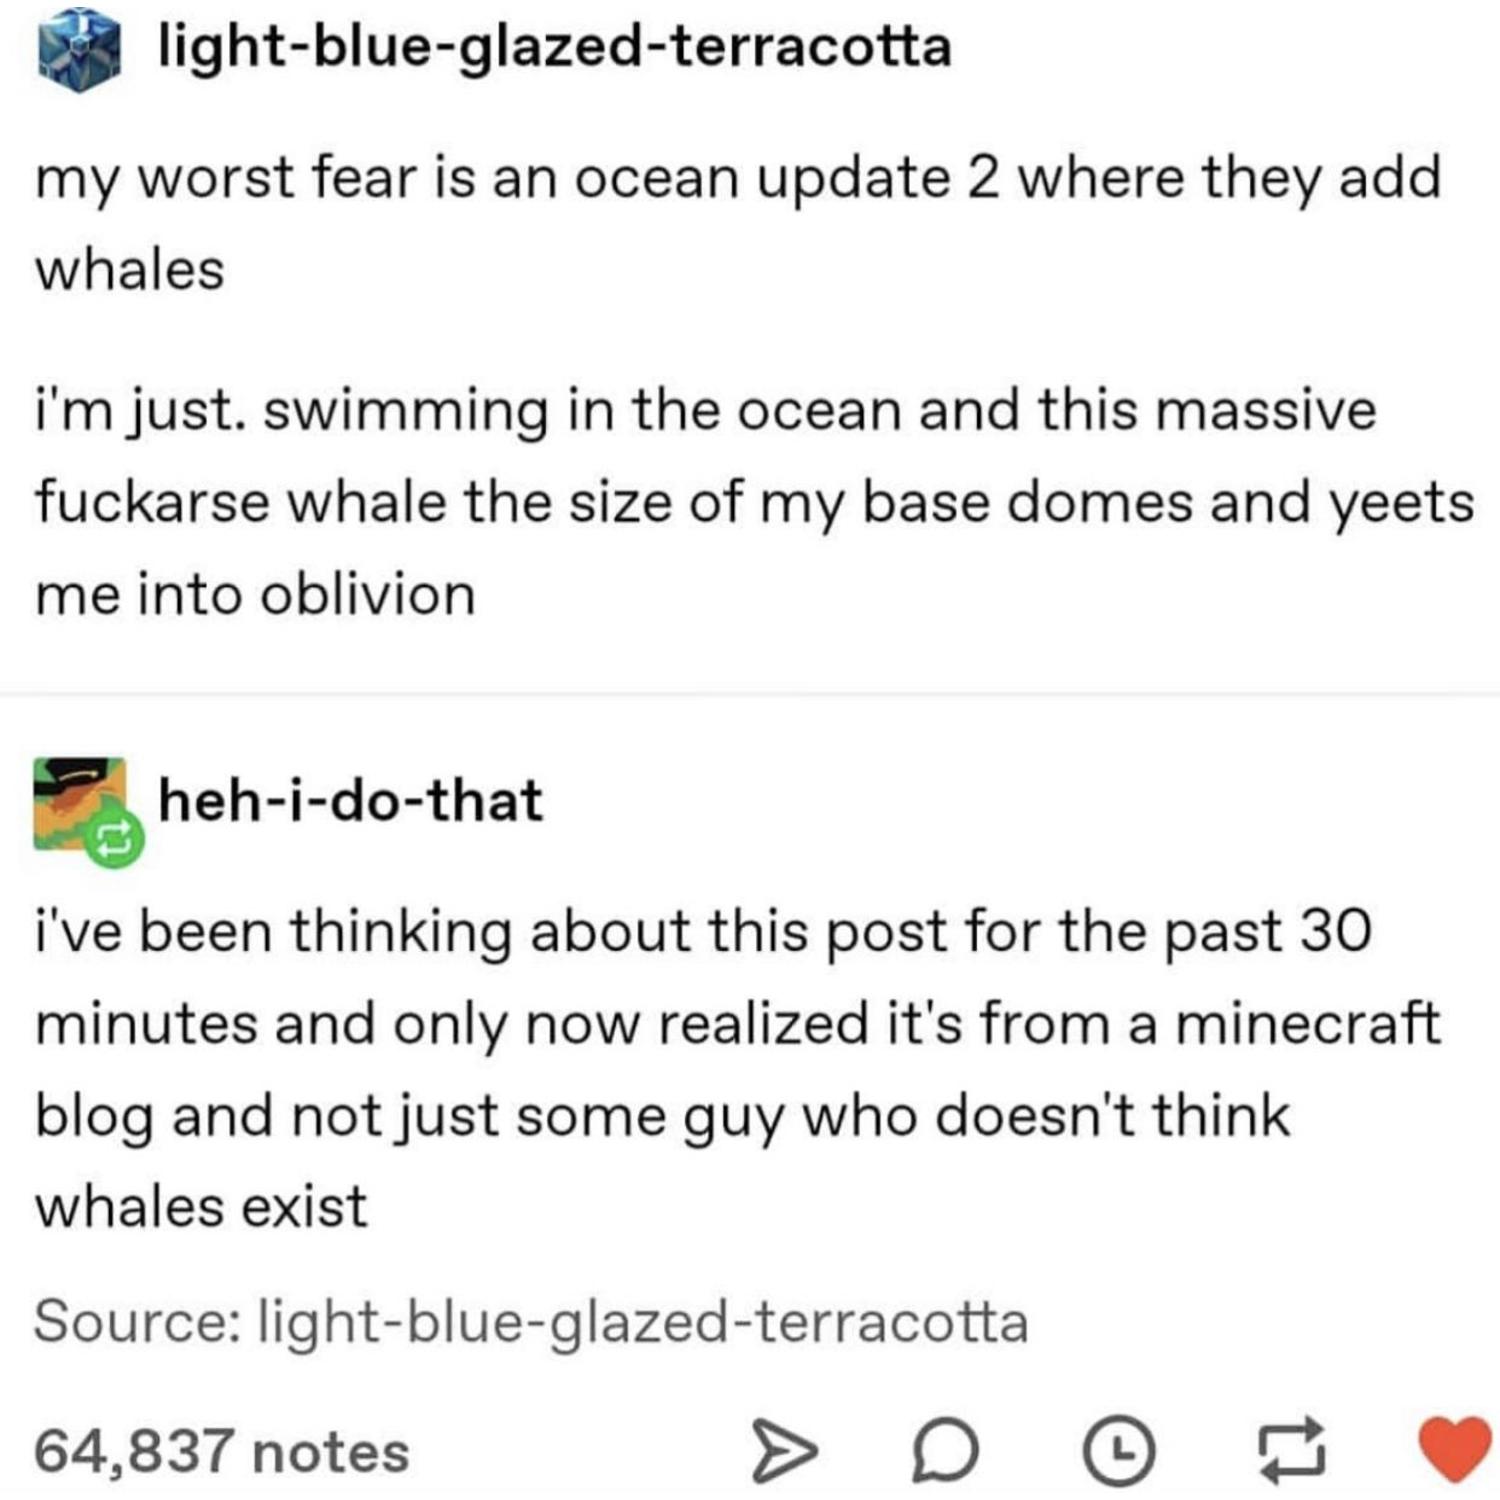 light-blue-glazed-terracotta
my worst fear is an ocean update 2 where they add
whales
i'm just. swimming in the ocean and this massive
fuckarse whale the size of my base domes and yeets
me into oblivion
heh-i-do-that
i've been thinking about this post for the past 30
minutes and only now realized it's from a minecraft
blog and not just some guy who doesn't think
whales exist
Source: light-blue-glazed-terracotta
64,837 notes